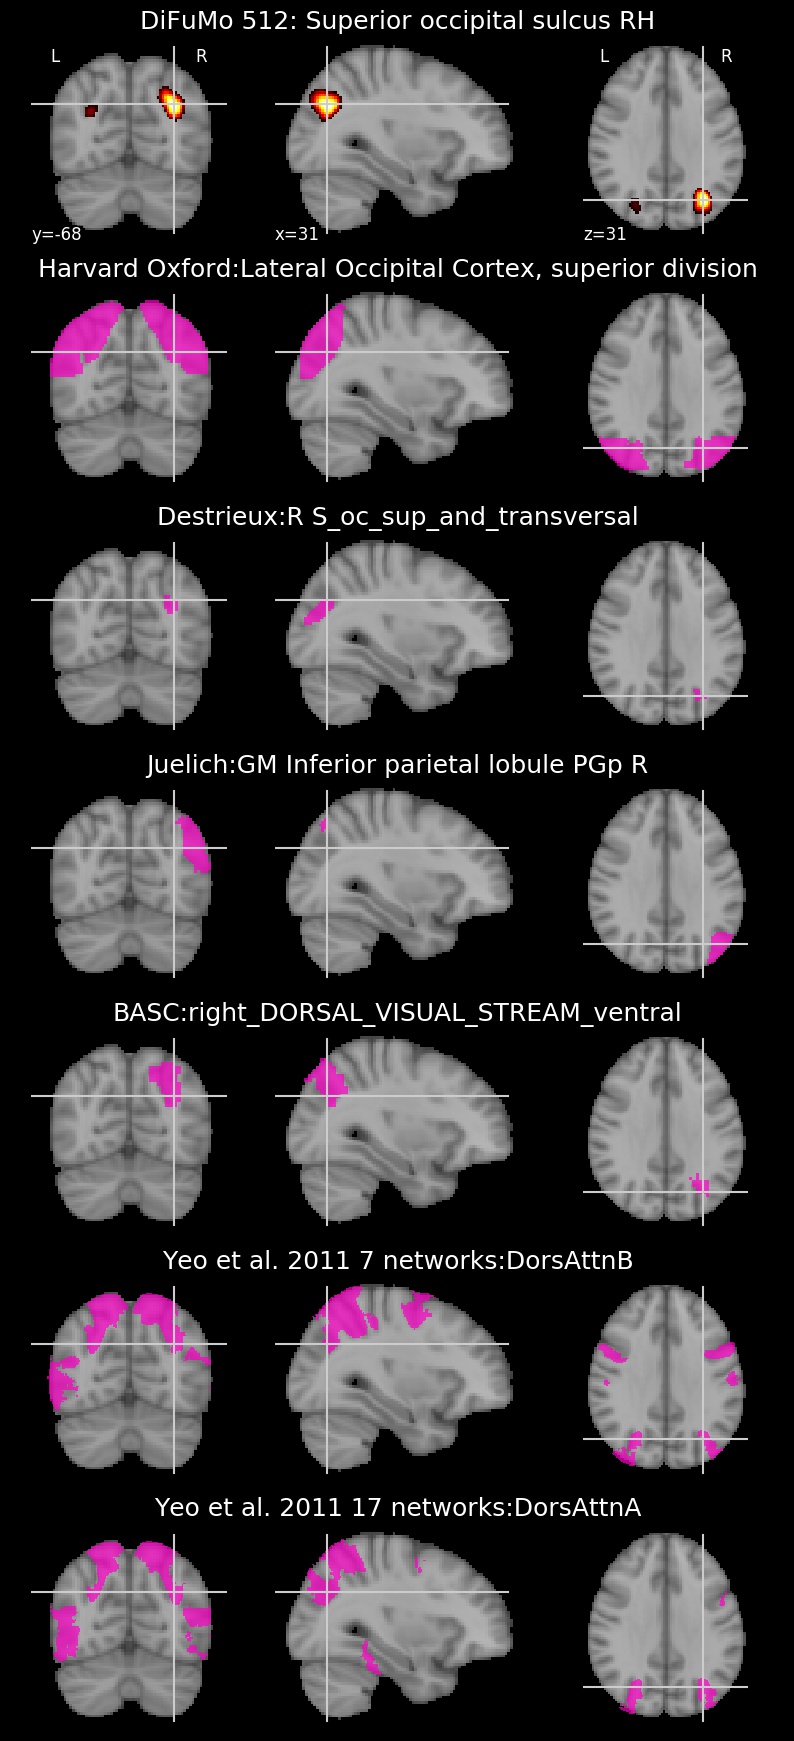 DiFuMo 512: Superior occipital sulcus RH
L R L R
y=-68 x=31 z=31
Harvard Oxford:Lateral Occipital Cortex, superior division
Destrieux:R S_oc_sup_and_transversal
Juelich:GM Inferior parietal lobule PGp R
BASC:right_DORSAL_VISUAL_STREAM_ventral
Yeo et al. 2011 7 networks:DorsAttnB
Yeo et al. 2011 17 networks:DorsAttnA